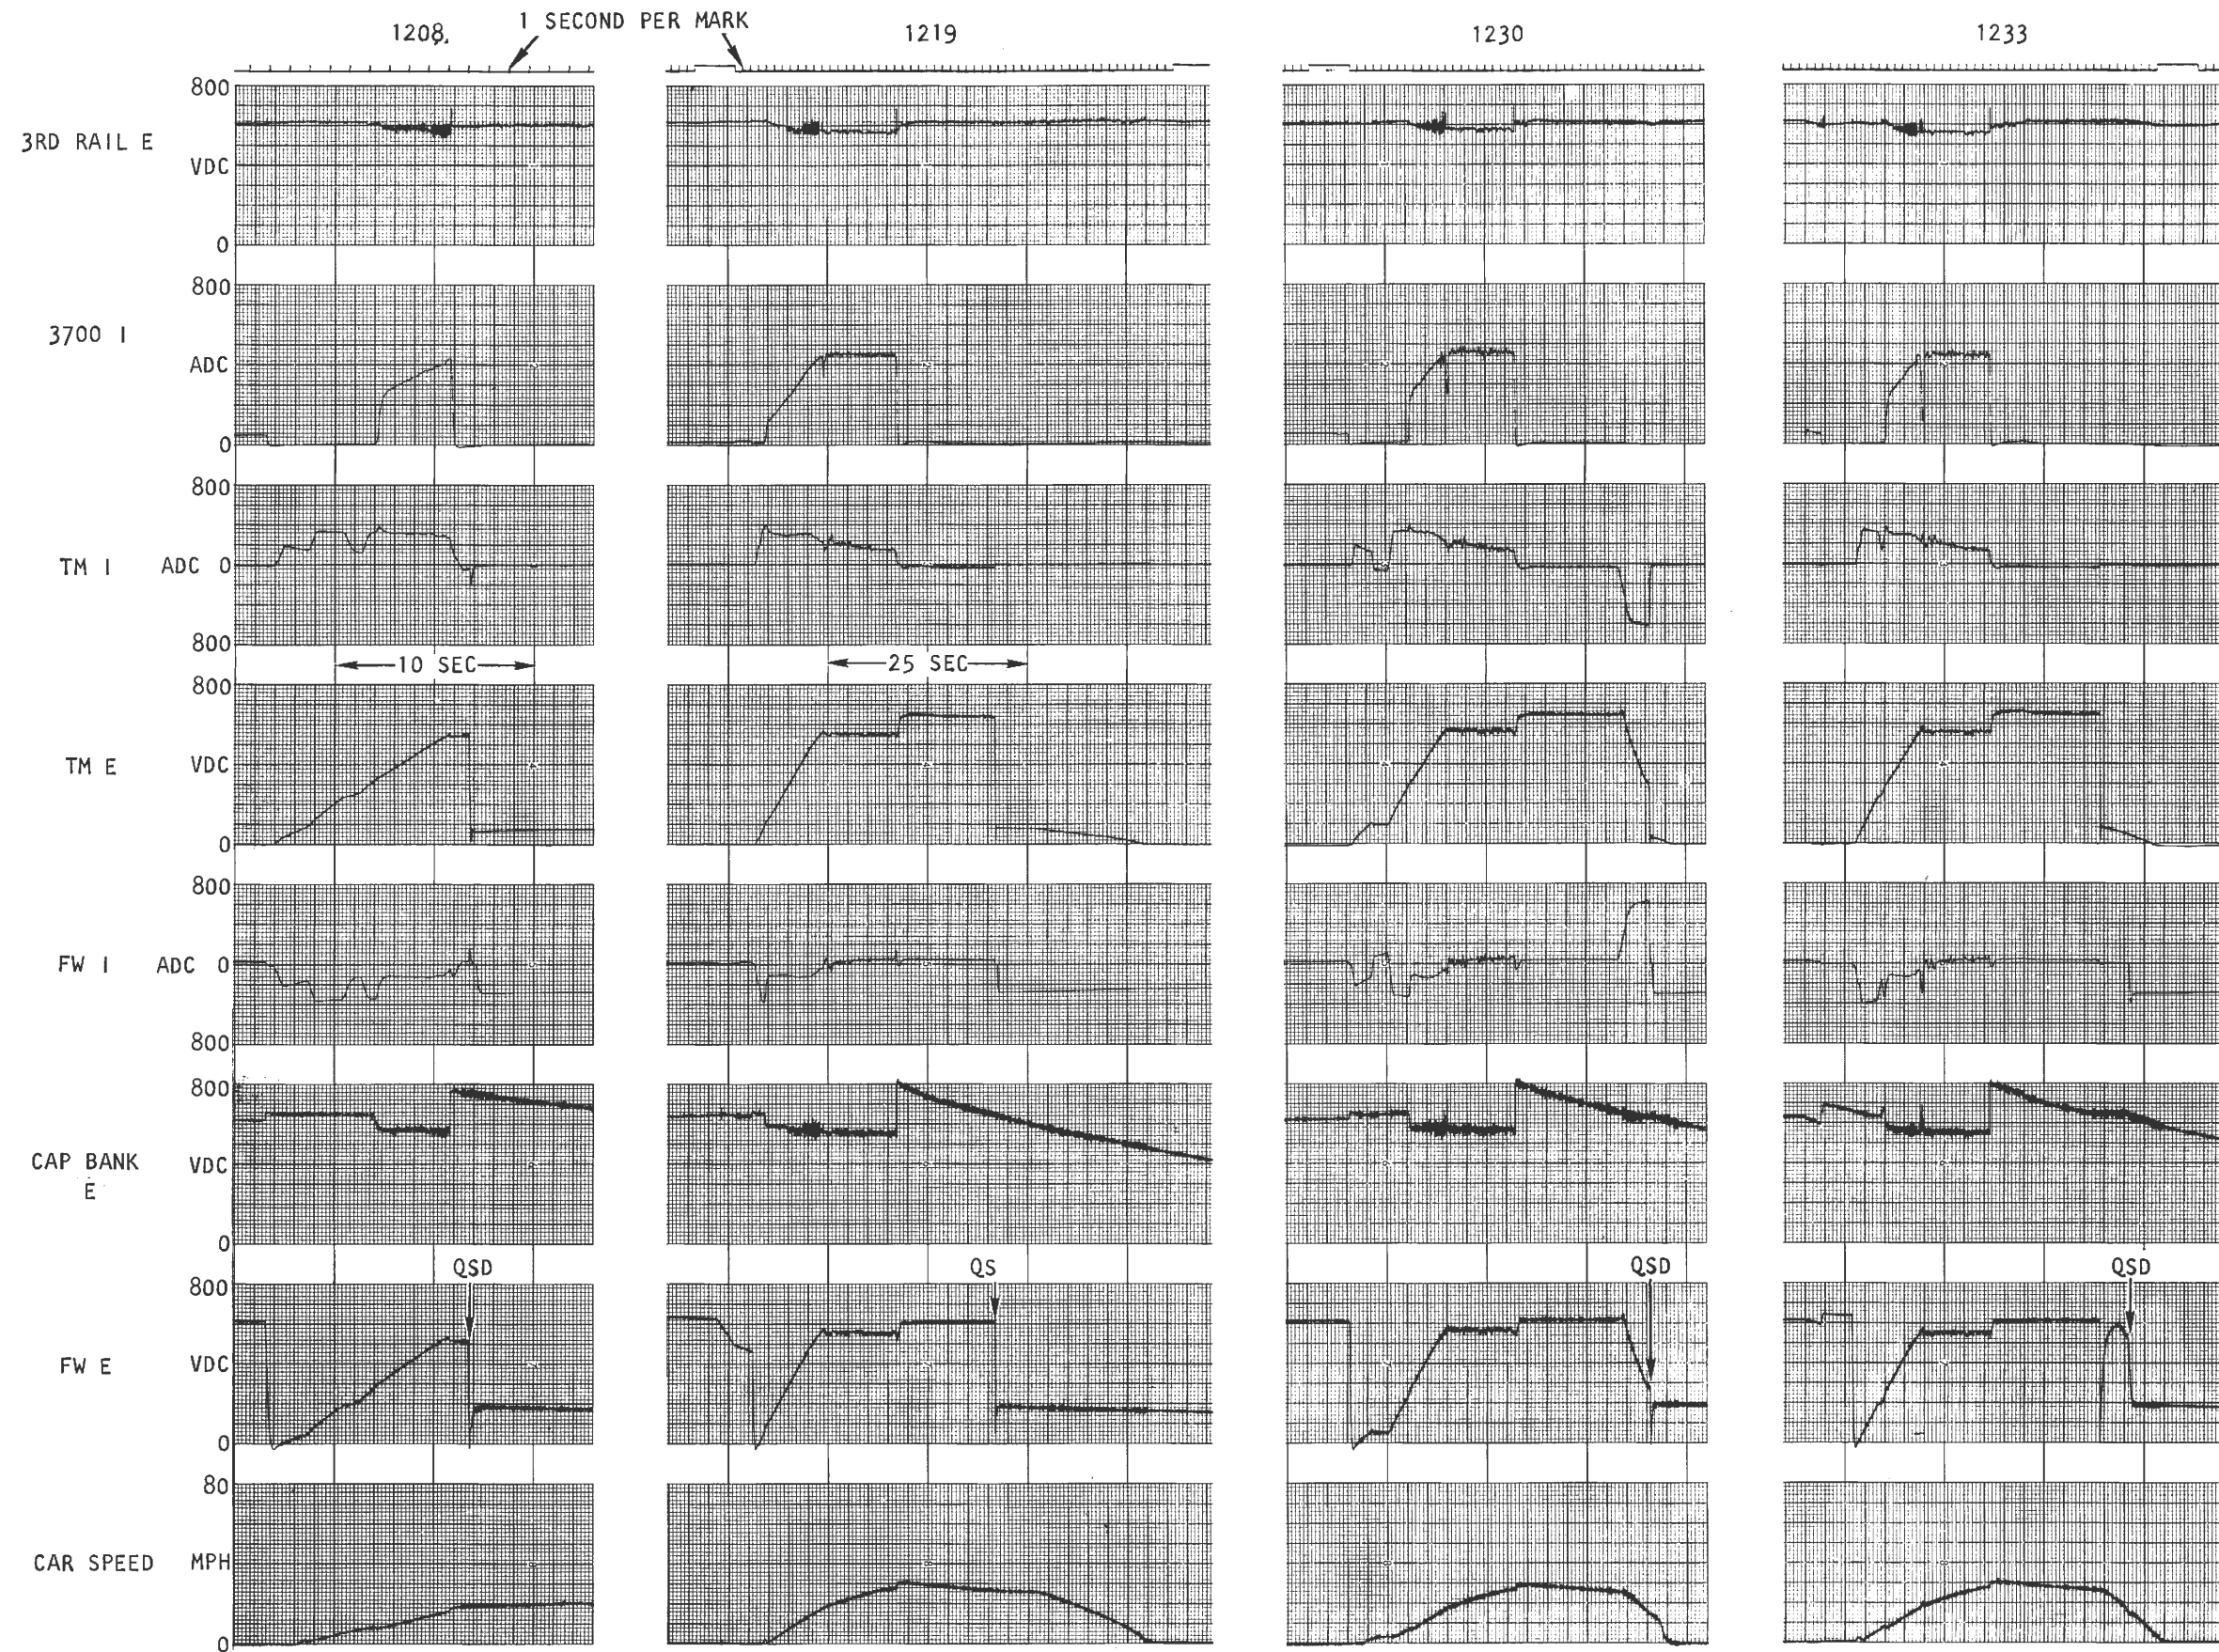 1 SECOND PER MARK
1208 1219 1230 1233
800
3RD RAIL E VDC
0
800
3700 I ADC
0
800
TM I ADC 0
800
10 SEC 25 SEC
800
TM E VDC
0
800
FW I ADC 0
800
800
CAP BANK E VDC
0
QSD QS QSD QSD
800
FW E VDC
0
80
CAR SPEED MPH
0